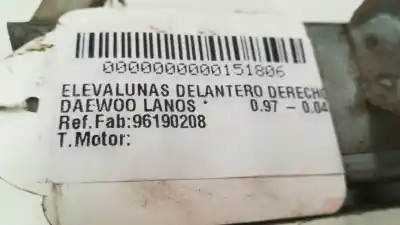 0000000000151806
ELEVALUNAS DELANTERO DERECHO
DAEWOO LANOS * 0.97 - 0.04
Ref.Fab:96190208
T.Motor: